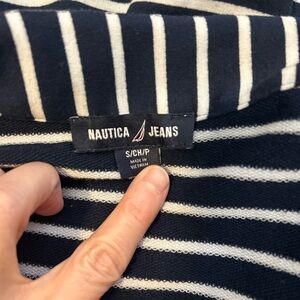 NAUTICA JEANS
S/CH/P
MADE IN
VIETNAM